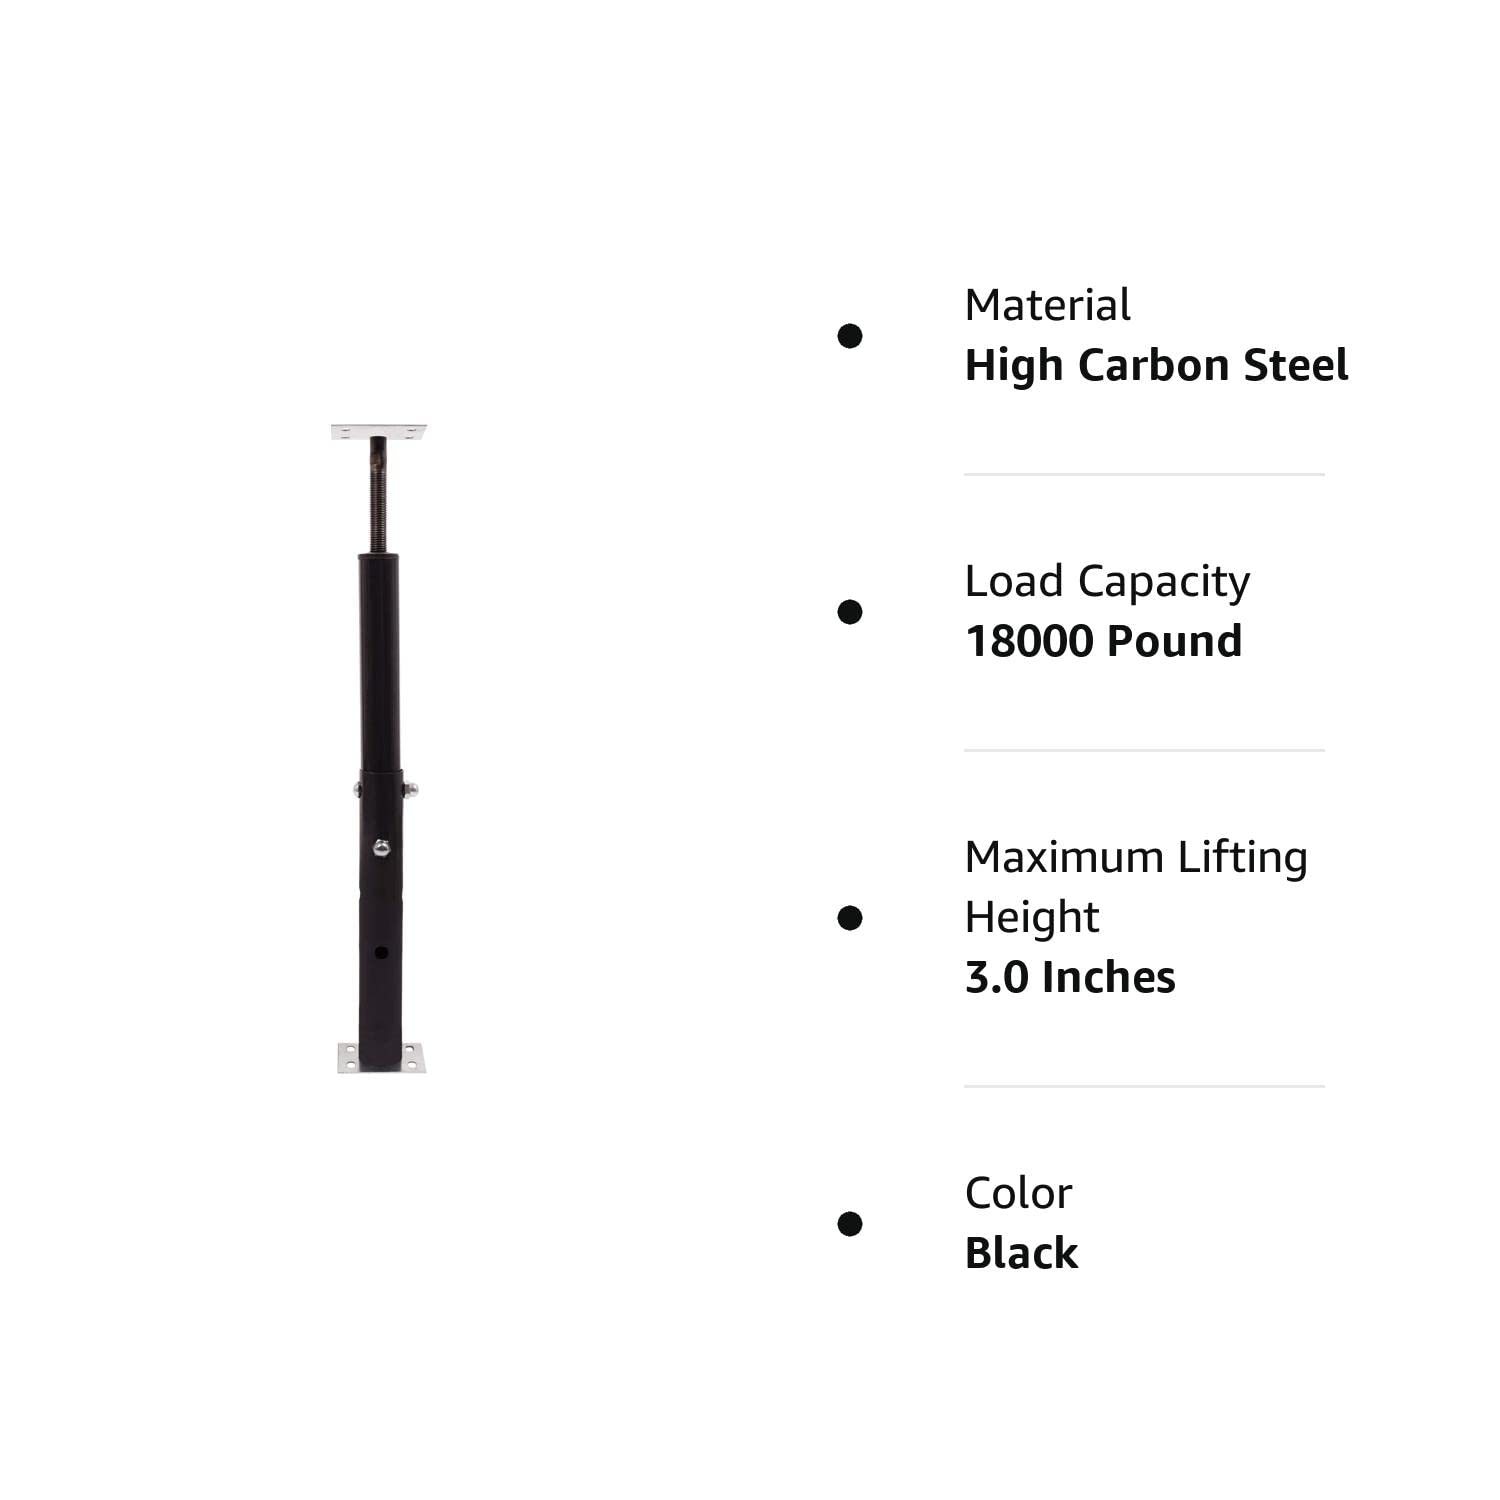 Material
High Carbon Steel
Load Capacity
18000 Pound
Maximum Lifting
Height
3.0 Inches
Color
Black